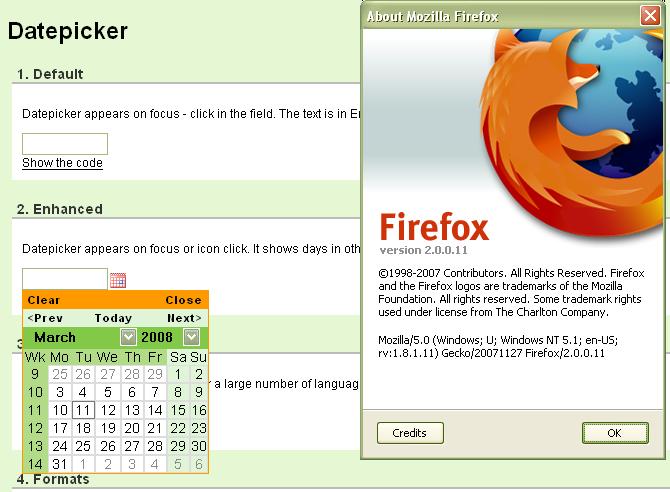 Datepicker
1. Default
Datepicker appears on focus - click in the field. The text is in En
Show the code
2. Enhanced
Datepicker appears on focus or icon click. It shows days in oth
Clear Close
<Prev Today Next>
March 2008
Wk Mo Tu We Th Fr Sa Su
9 25 26 27 28 29 1 2
10 3 4 5 6 7 8 9
11 10 11 12 13 14 15 16
12 17 18 19 20 21 22 23
13 24 25 26 27 28 29 30
14 31 1 2 3 4 5 6
3
r a large number of languag
4. Formats
About Mozilla Firefox
Firefox
version 2.0.0.11
©1998-2007 Contributors. All Rights Reserved. Firefox
and the Firefox logos are trademarks of the Mozilla
Foundation. All rights reserved. Some trademark rights
used under license from The Charlton Company.
Mozilla/5.0 (Windows; U; Windows NT 5.1; en-US;
rv:1.8.1.11) Gecko/20071127 Firefox/2.0.0.11
Credits OK